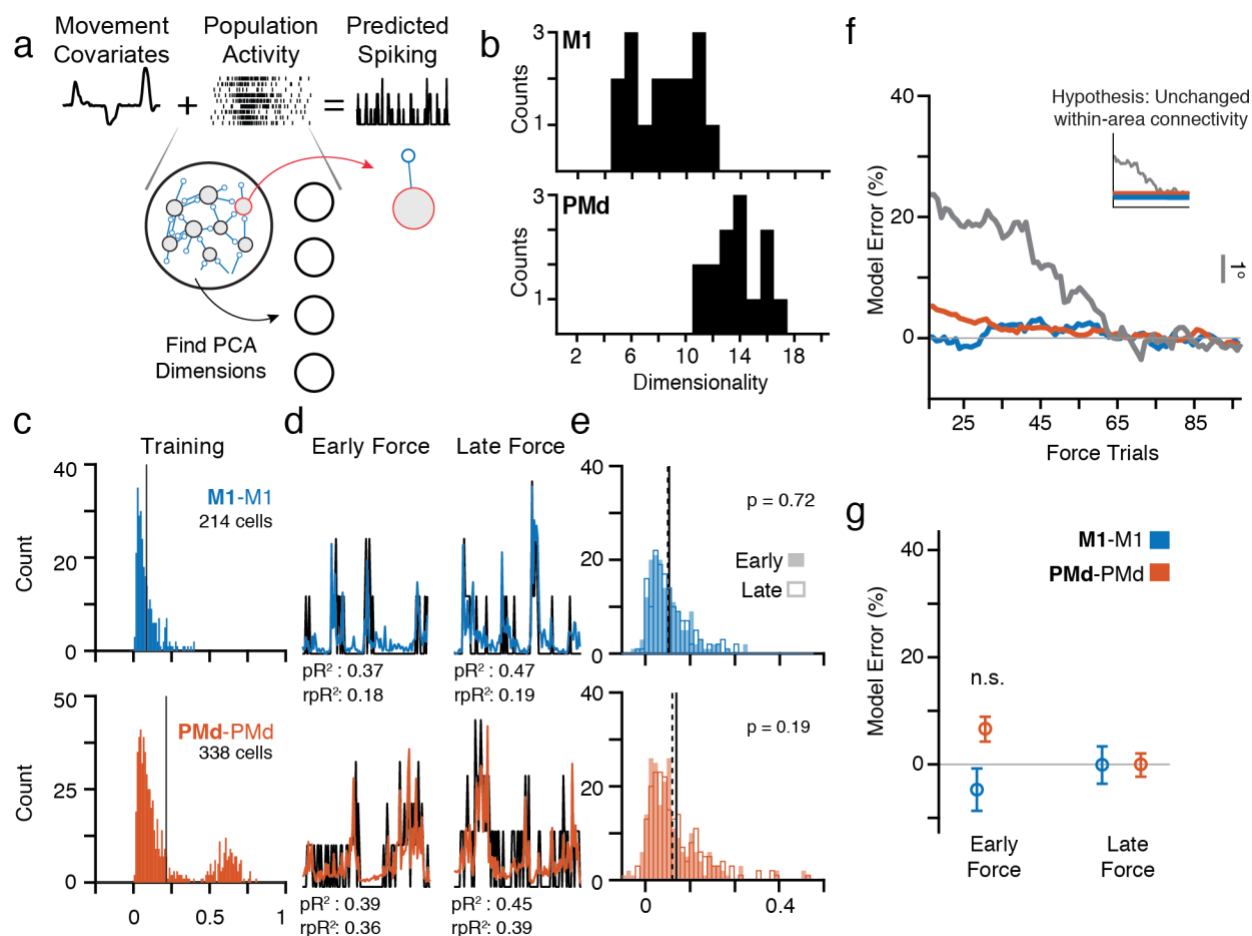 a
Movement
Covariates
Population
Activity
Predicted
Spiking
+
=
Find PCA
Dimensions
b
M1
Counts
3
1
PMd
Counts
3
1
2 6 10 14 18
Dimensionality
c
Training
Count
40
20
0
M1-M1
214 cells
Count
50
25
0
PMd-PMd
338 cells
0 0.5 1
d
Early Force
Late Force
pR² : 0.37
rpR²: 0.18
pR² : 0.47
rpR²: 0.19
pR² : 0.39
rpR²: 0.36
pR² : 0.45
rpR²: 0.39
e
40
20
0
p = 0.72
Early
Late
40
20
0
p = 0.19
0 0.4
f
Model Error (%)
40
20
0
Hypothesis: Unchanged
within-area connectivity
1°
25 45 65 85
Force Trials
g
Model Error (%)
40
20
0
M1-M1
PMd-PMd
n.s.
Early
Force
Late
Force